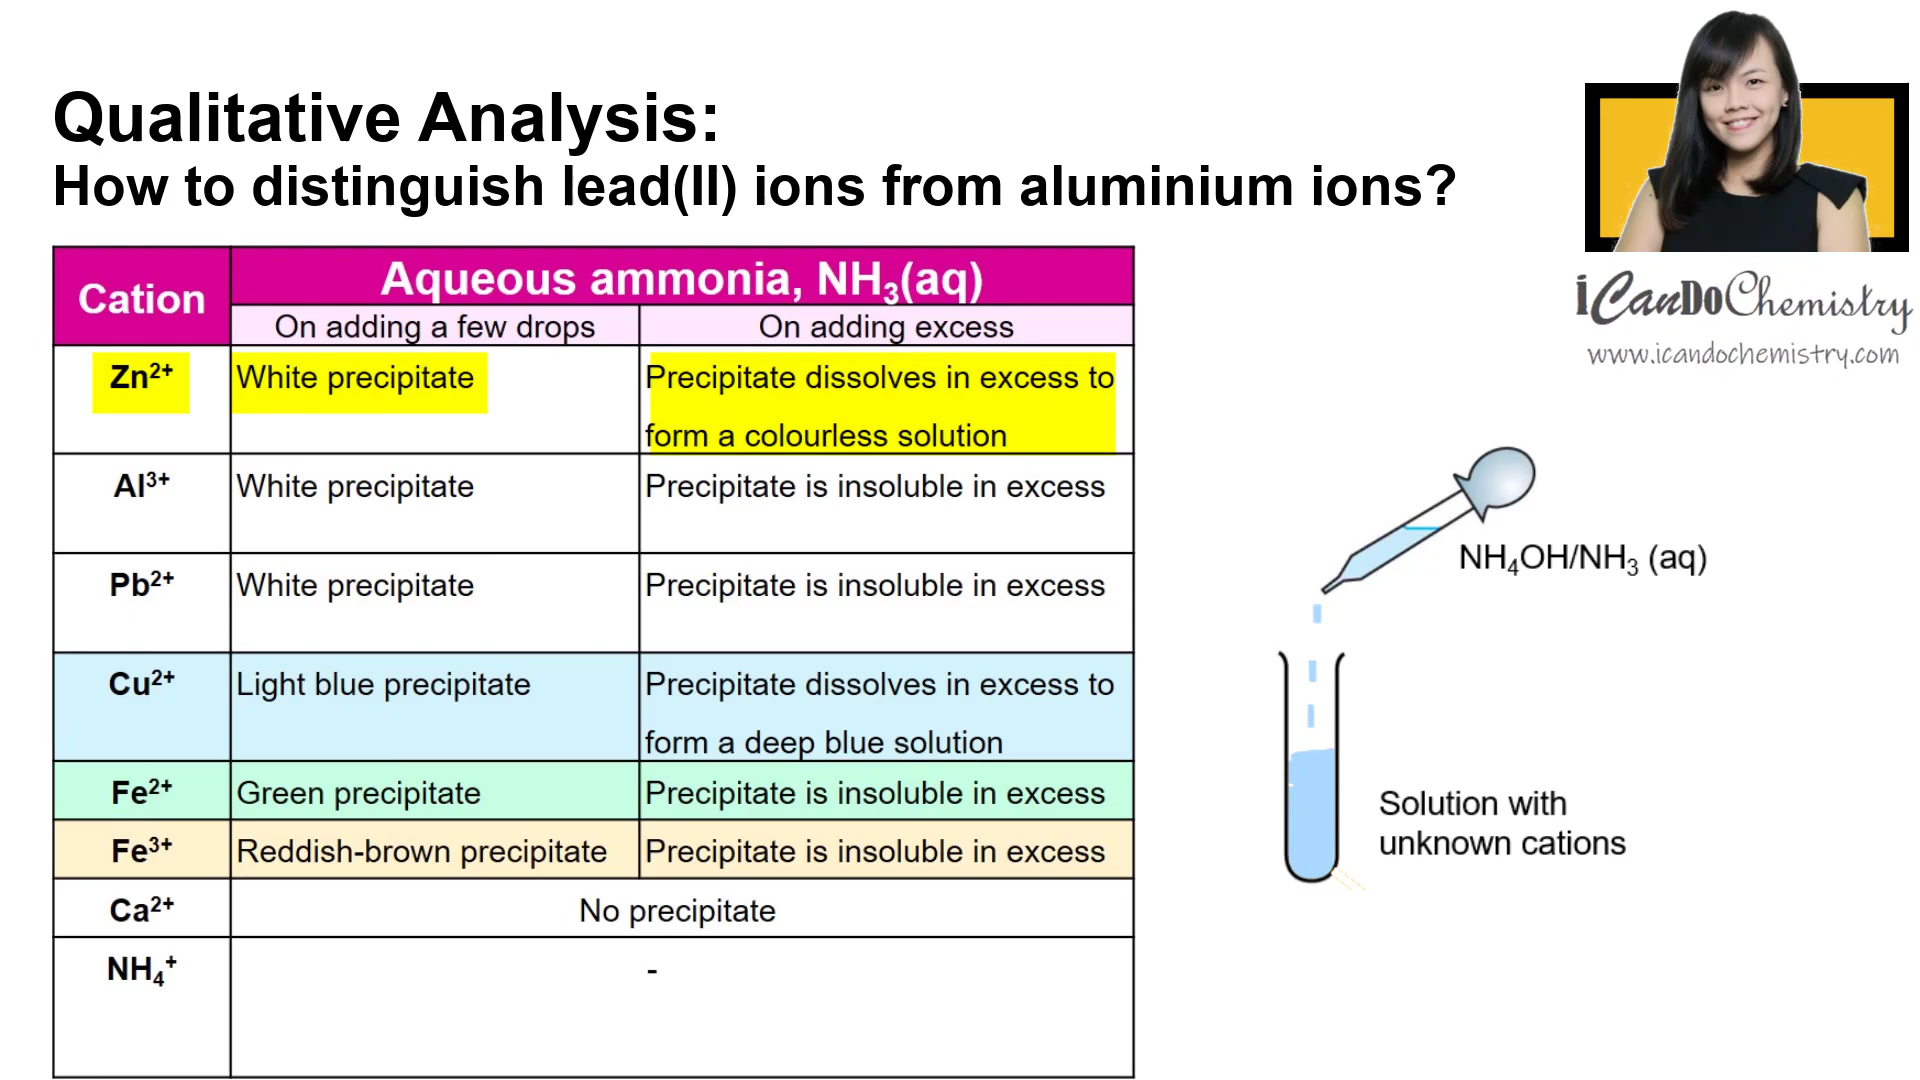 Qualitative Analysis:
How to distinguish lead(II) ions from aluminium ions?
iCanDoChemistry
www.icandochemistry.com
Cation
Aqueous ammonia, NH₃(aq)
On adding a few drops
On adding excess
Zn²⁺
White precipitate
Precipitate dissolves in excess to
form a colourless solution
Al³⁺
White precipitate
Precipitate is insoluble in excess
Pb²⁺
White precipitate
Precipitate is insoluble in excess
Cu²⁺
Light blue precipitate
Precipitate dissolves in excess to
form a deep blue solution
Fe²⁺
Green precipitate
Precipitate is insoluble in excess
Fe³⁺
Reddish-brown precipitate
Precipitate is insoluble in excess
Ca²⁺
No precipitate
NH₄⁺
-
NH₄OH/NH₃ (aq)
Solution with
unknown cations